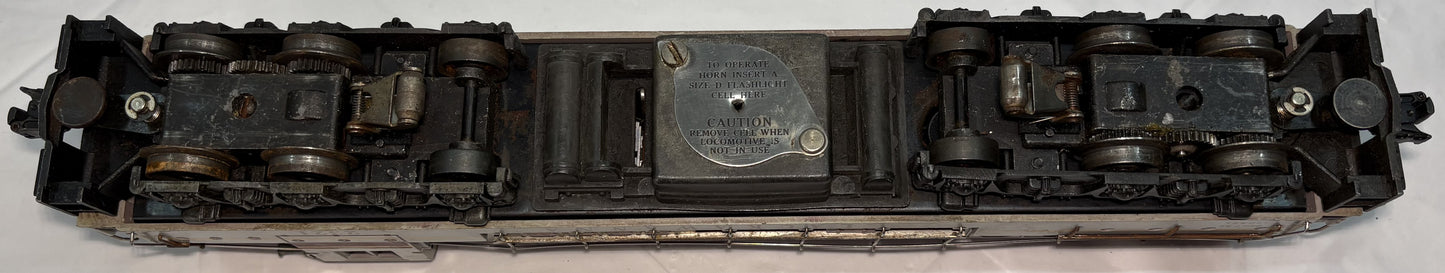 TO OPERATE
HORN INSERT A
SIZE D FLASHLIGHT
CELL HERE
CAUTION
REMOVE CELL WHEN
LOCOMOTIVE IS
NOT IN USE